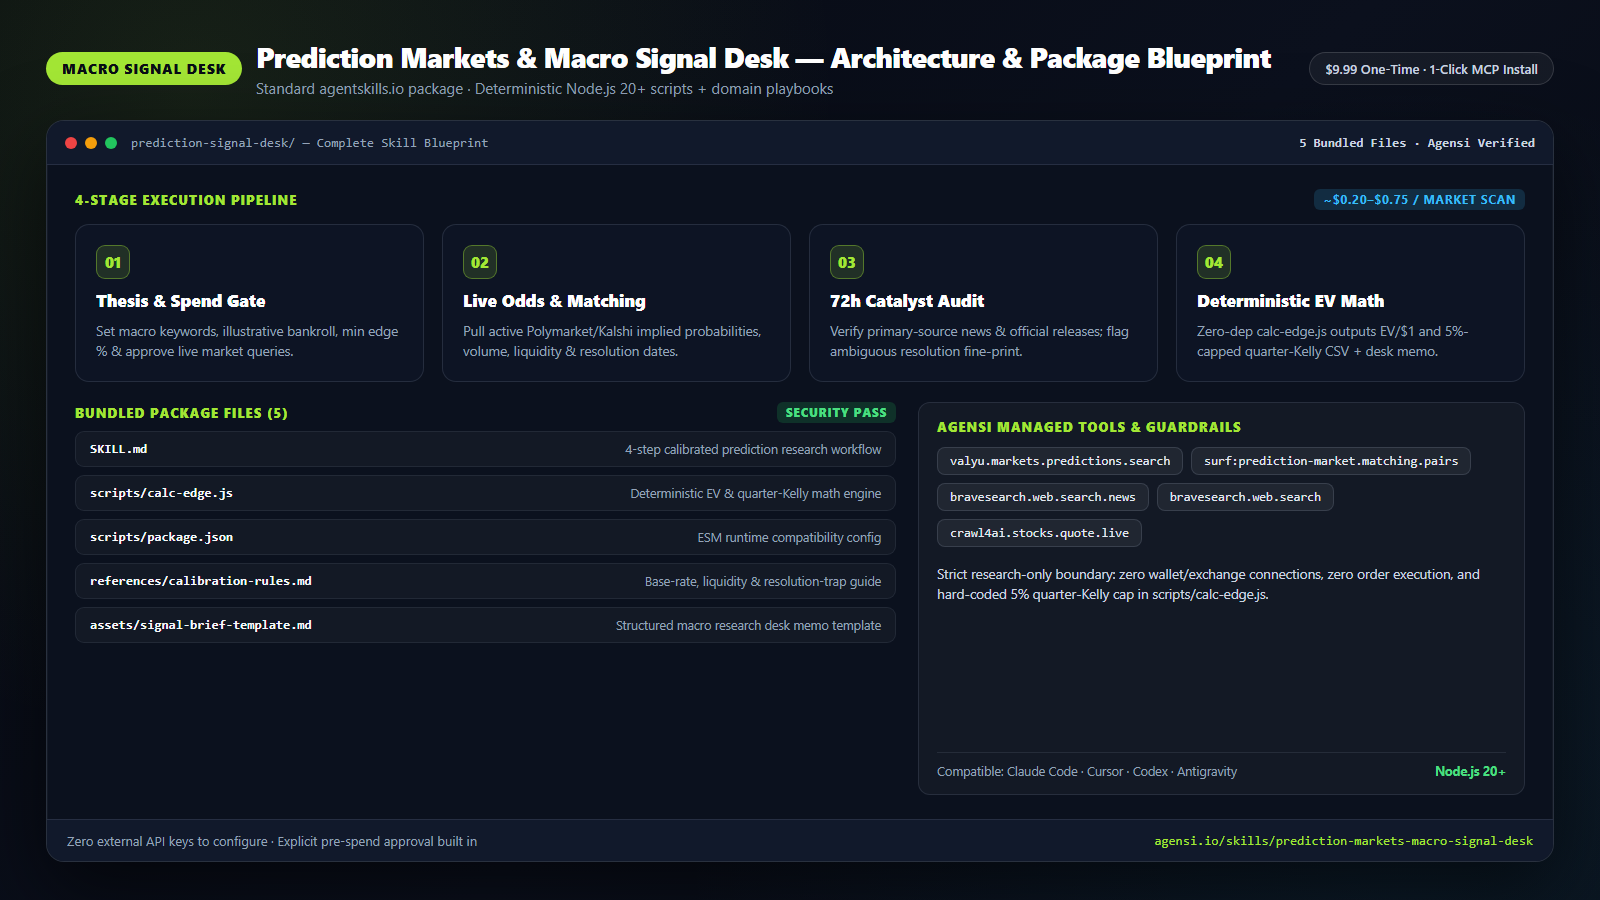 MACRO SIGNAL DESK
Prediction Markets & Macro Signal Desk — Architecture & Package Blueprint
Standard agentskills.io package · Deterministic Node.js 20+ scripts + domain playbooks
$9.99 One-Time · 1-Click MCP Install
prediction-signal-desk/ — Complete Skill Blueprint
5 Bundled Files · Agensi Verified
4-STAGE EXECUTION PIPELINE
~$0.20–$0.75 / MARKET SCAN
01
Thesis & Spend Gate
Set macro keywords, illustrative bankroll, min edge
% & approve live market queries.
02
Live Odds & Matching
Pull active Polymarket/Kalshi implied probabilities,
volume, liquidity & resolution dates.
03
72h Catalyst Audit
Verify primary-source news & official releases; flag
ambiguous resolution fine-print.
04
Deterministic EV Math
Zero-dep calc-edge.js outputs EV/$1 and 5%-
capped quarter-Kelly CSV + desk memo.
BUNDLED PACKAGE FILES (5)
SECURITY PASS
SKILL.md
4-step calibrated prediction research workflow
scripts/calc-edge.js
Deterministic EV & quarter-Kelly math engine
scripts/package.json
ESM runtime compatibility config
references/calibration-rules.md
Base-rate, liquidity & resolution-trap guide
assets/signal-brief-template.md
Structured macro research desk memo template
AGENSI MANAGED TOOLS & GUARDRAILS
valyu.markets.predictions.search
surf:prediction-market.matching.pairs
bravesearch.web.search.news
bravesearch.web.search
crawl4ai.stocks.quote.live
Strict research-only boundary: zero wallet/exchange connections, zero order execution, and
hard-coded 5% quarter-Kelly cap in scripts/calc-edge.js.
Compatible: Claude Code · Cursor · Codex · Antigravity
Node.js 20+
Zero external API keys to configure · Explicit pre-spend approval built in
agensi.io/skills/prediction-markets-macro-signal-desk